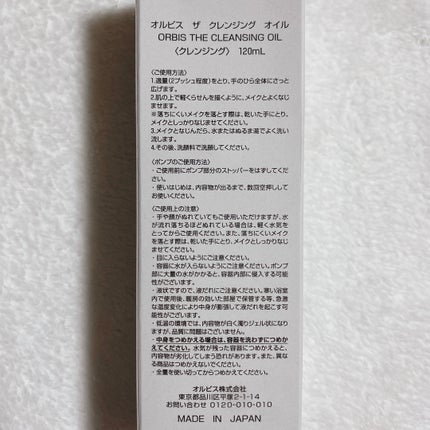 オルビス ザ クレンジング オイル
ORBIS THE CLEANSING OIL
〈クレンジング〉 120mL
〈ご使用方法〉
1.適量(2プッシュ程度)をとり、手のひら全体にさっと
広げます。
2.肌の上で軽くらせんを描くように、メイクとよくなじ
ませます。
※落ちにくいメイクを落とす際は、乾いた手にとり、
メイクとしっかりなじませてください。
3.メイクとなじんだら、水またはぬるま湯でよく洗い
流します。
4.その後、洗顔料で洗顔してください。
〈ポンプのご使用方法〉
・ご使用前にポンプ部分のストッパーをはずしてくだ
さい。
・使いはじめは、内容物が出るまで、数回空押しして
お使いください。
〈ご使用上の注意〉
・手や顔がぬれていてもご使用いただけますが、水
が流れ落ちるほどぬれている場合は、軽く水気を
とってからご使用ください。また、落ちにくいメイク
を落とす際は、乾いた手にとり、メイクとしっかりなじ
ませてください。
・目に入らないようにご注意ください。
・容器に水が入らないようにご注意ください。ポンプ
部に大量の水がかかると、容器内部に侵入する可能
性がございます。
・液状ですので、液だれにご注意ください。寒い浴室
内で使用後、暖房の効いた部屋で保管する等、急激
な温度変化により中身が膨張して液だれを起こす可
能性がございます。
・低温の環境では、内容物が白く濁りジェル状になり
ますが、品質に問題はございません。
・中身をつめかえる場合は、容器を洗わずにつめか
えてください。水気が残った容器につめかえると、
内容物が劣化してしまう恐れがあります。また、異な
る商品はつめかえないでください。
・全量を使い切ってからつめかえてください。
オルビス株式会社
東京都品川区平塚2-1-14
お問い合わせ 0120-010-010
MADE IN JAPAN